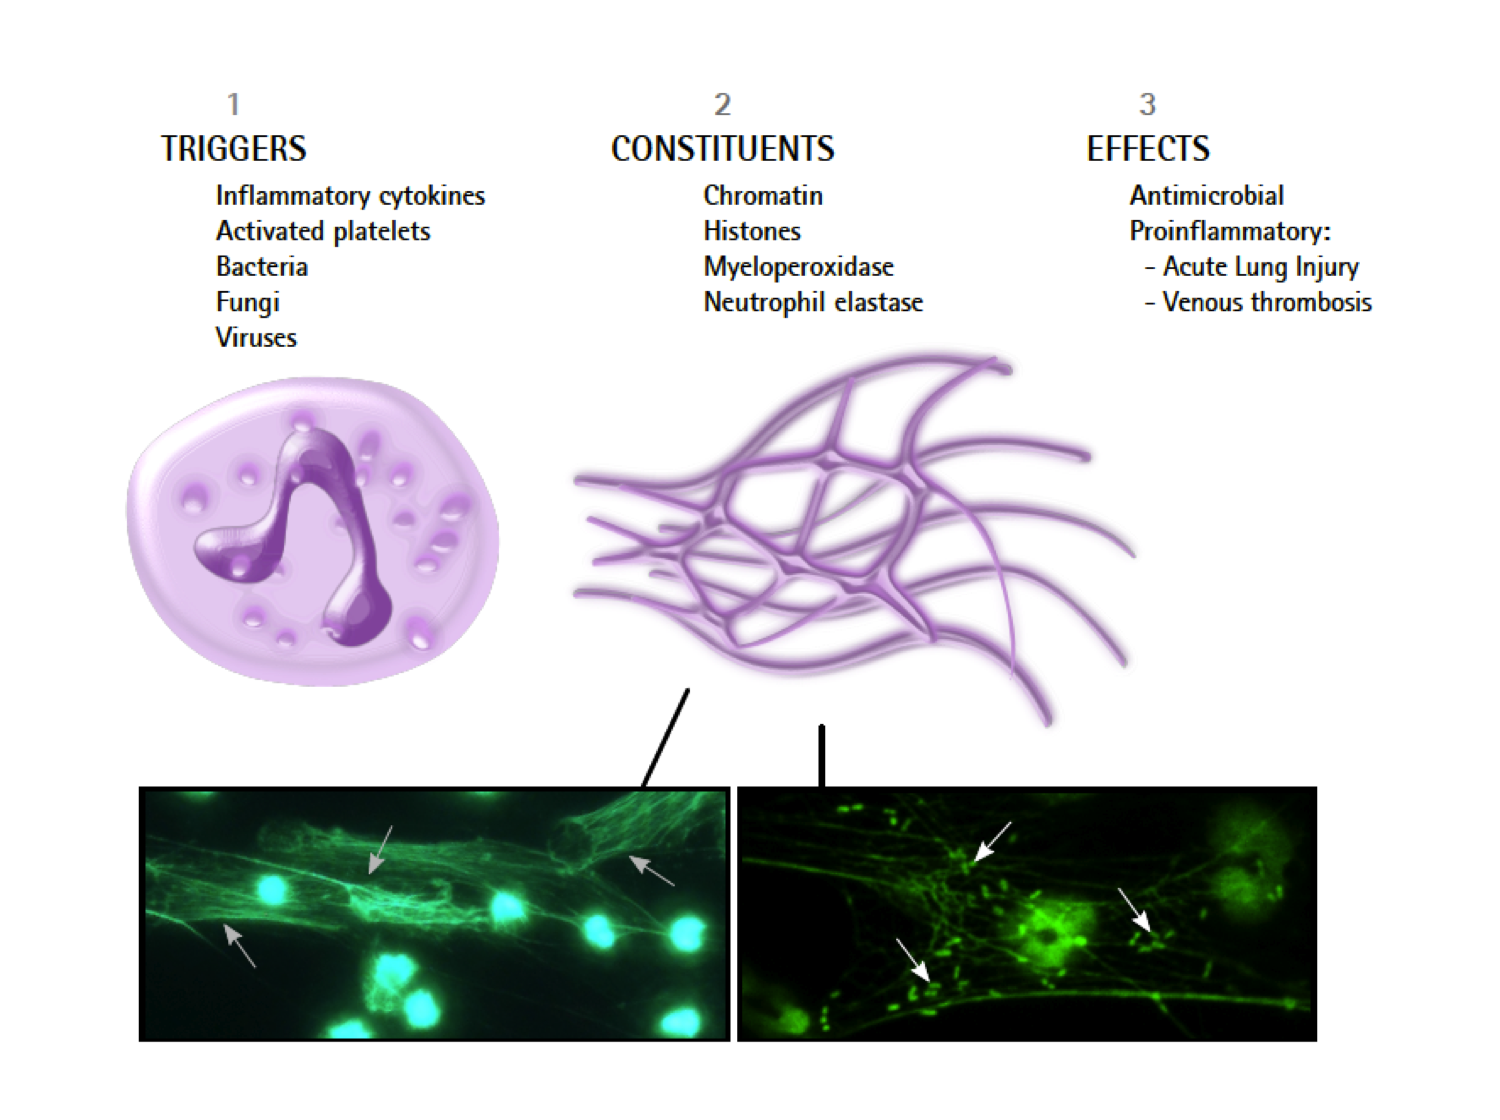 1
TRIGGERS
Inflammatory cytokines
Activated platelets
Bacteria
Fungi
Viruses
2
CONSTITUENTS
Chromatin
Histones
Myeloperoxidase
Neutrophil elastase
3
EFFECTS
Antimicrobial
Proinflammatory:
- Acute Lung Injury
- Venous thrombosis